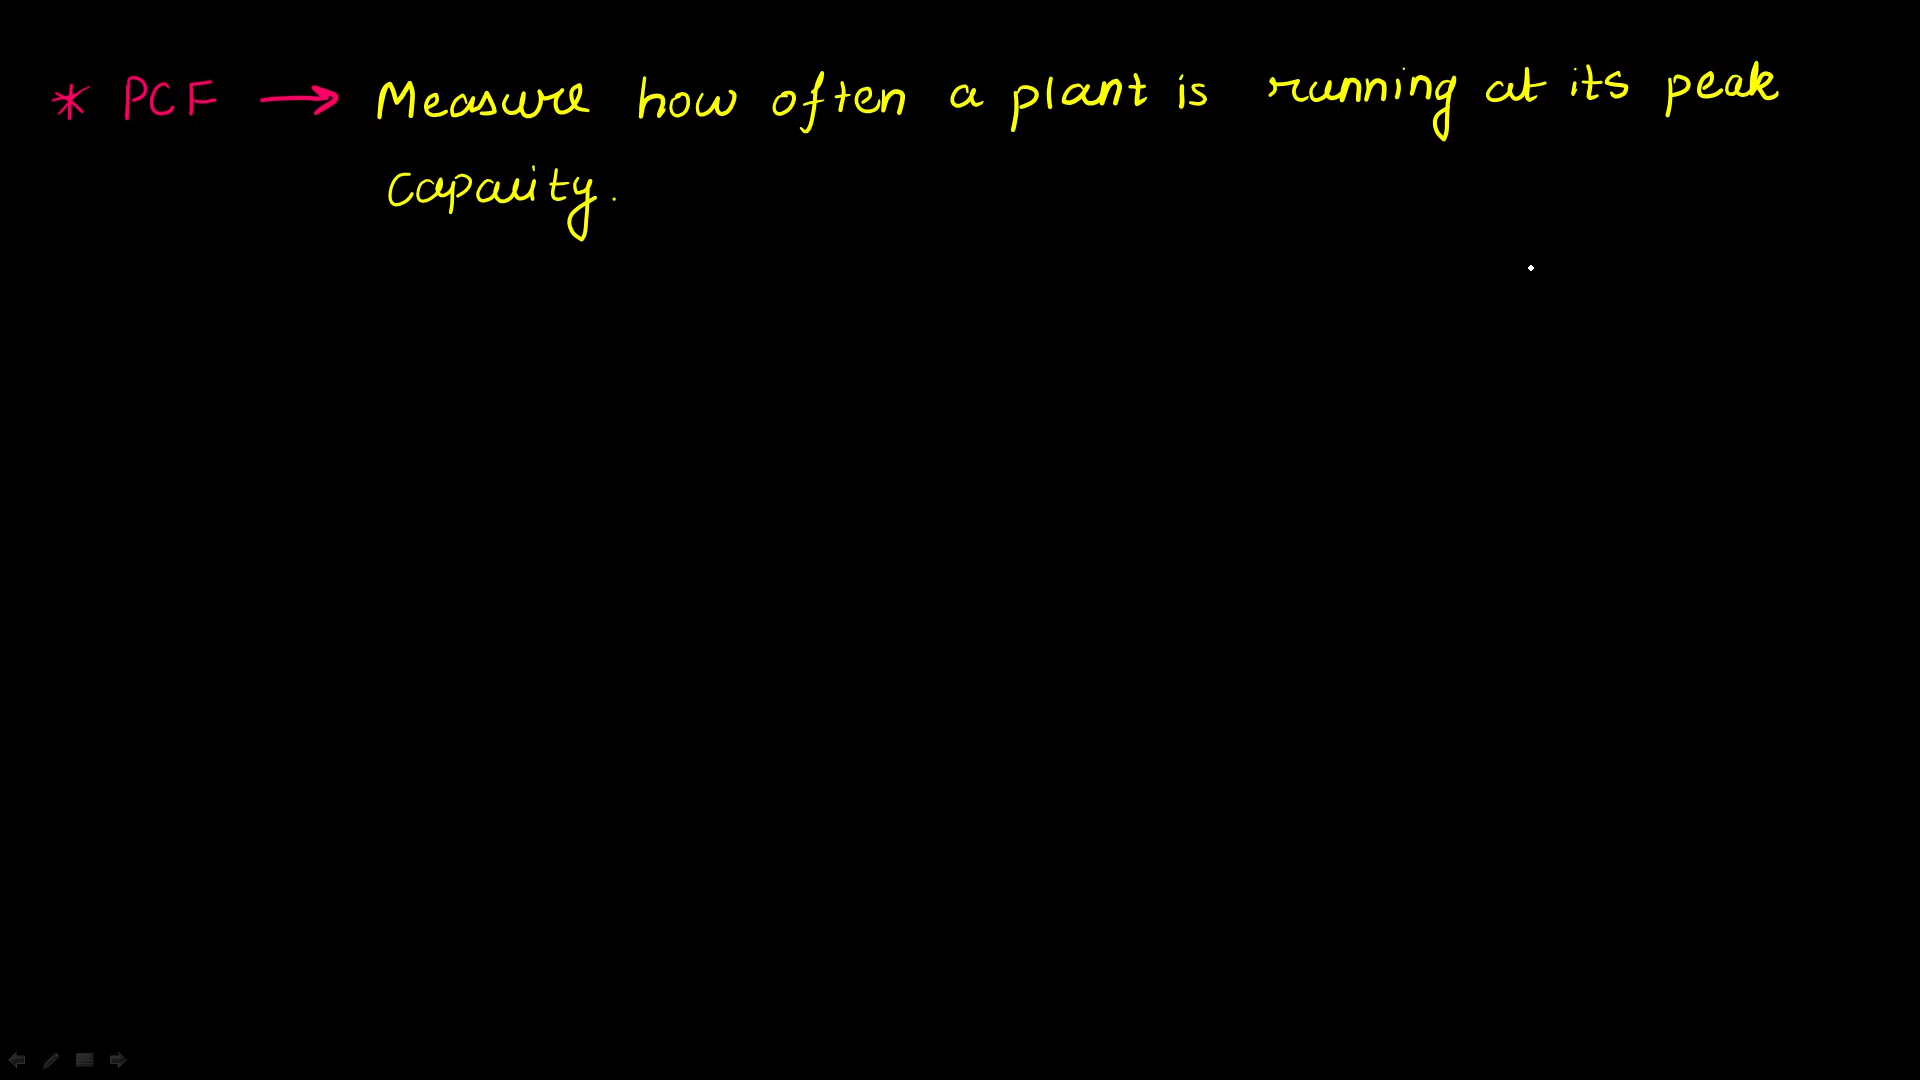 * PCF → Measure how often a plant is running at its peak
capacity.